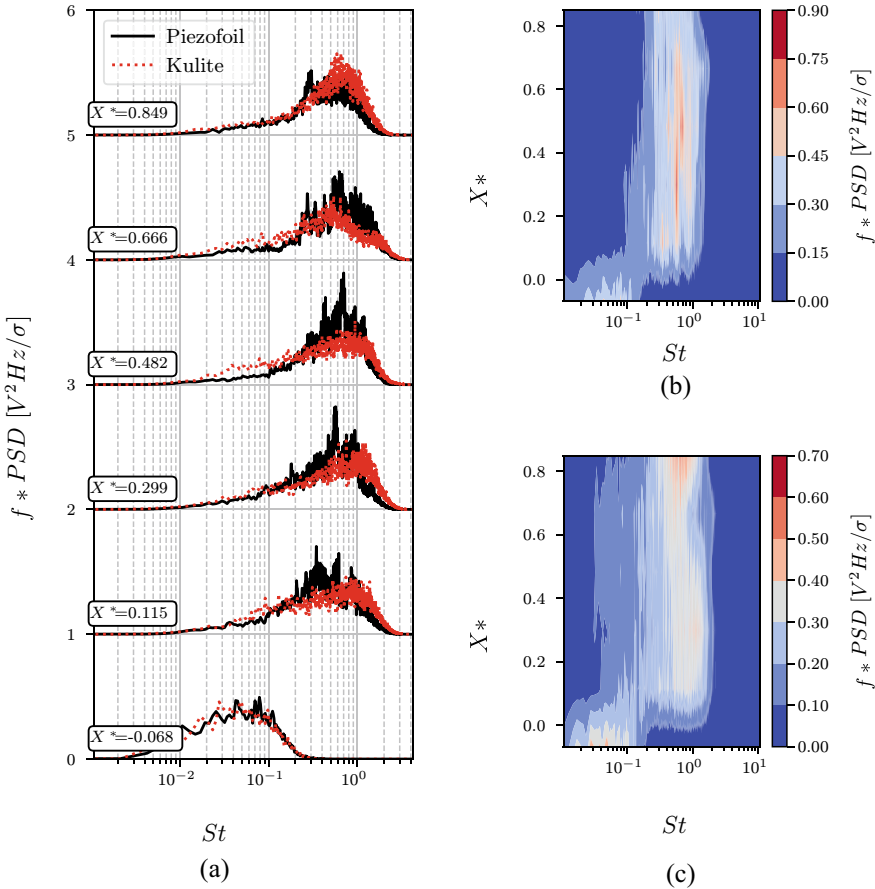 6
Piezofoil
Kulite
X*=0.849
5
X*=0.666
4
X*=0.482
3
X*=0.299
2
X*=0.115
1
X*=-0.068
0
10⁻² 10⁻¹ 10⁰
f * PSD [V²Hz/σ]
St
(a)
0.8
0.6
0.4
0.2
0.0
X*
10⁻¹ 10⁰ 10¹
St
0.90
0.75
0.60
0.45
0.30
0.15
0.00
f * PSD [V²Hz/σ]
(b)
0.8
0.6
0.4
0.2
0.0
X*
10⁻¹ 10⁰ 10¹
St
0.70
0.60
0.50
0.40
0.30
0.20
0.10
0.00
f * PSD [V²Hz/σ]
(c)